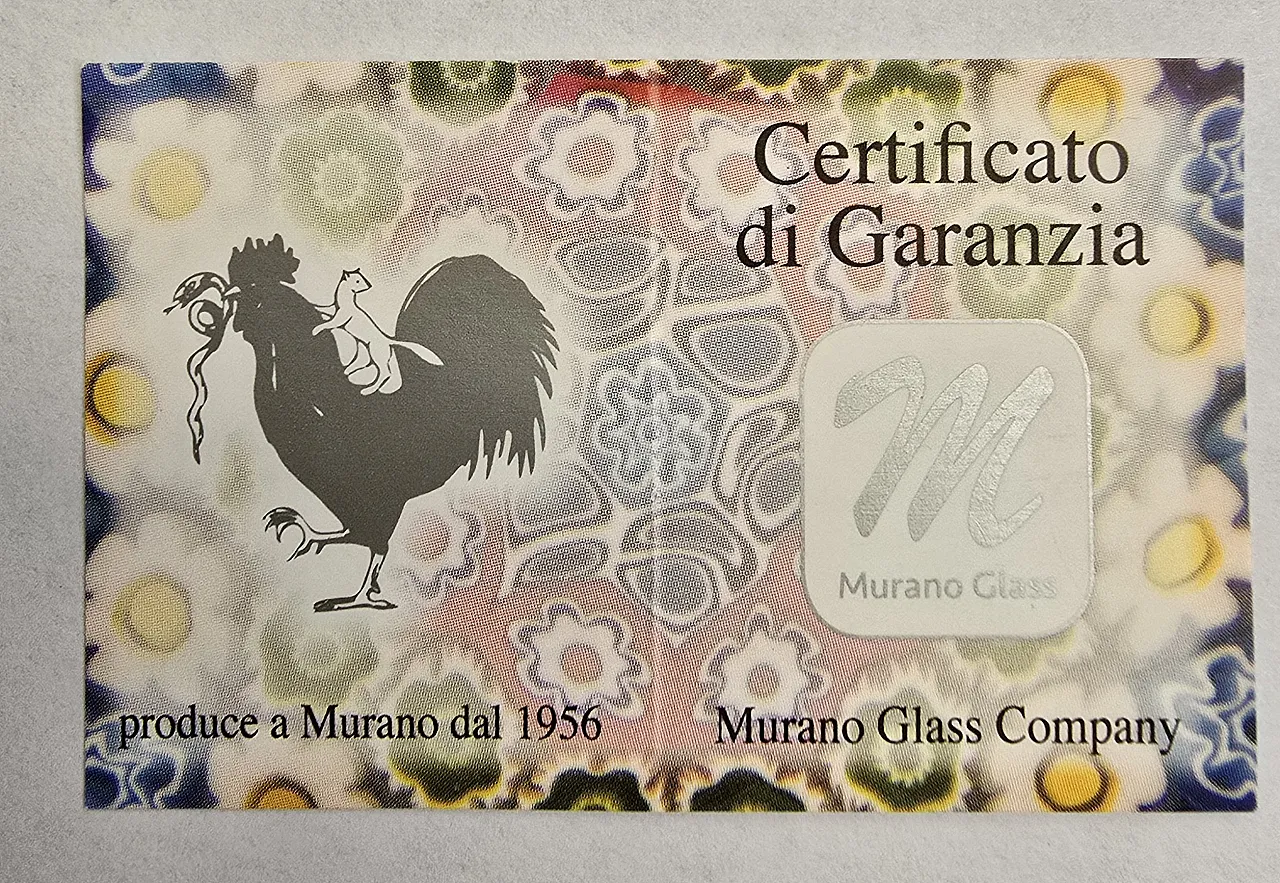 Certificato
di Garanzia
M
Murano Glass
produce a Murano dal 1956
Murano Glass Company